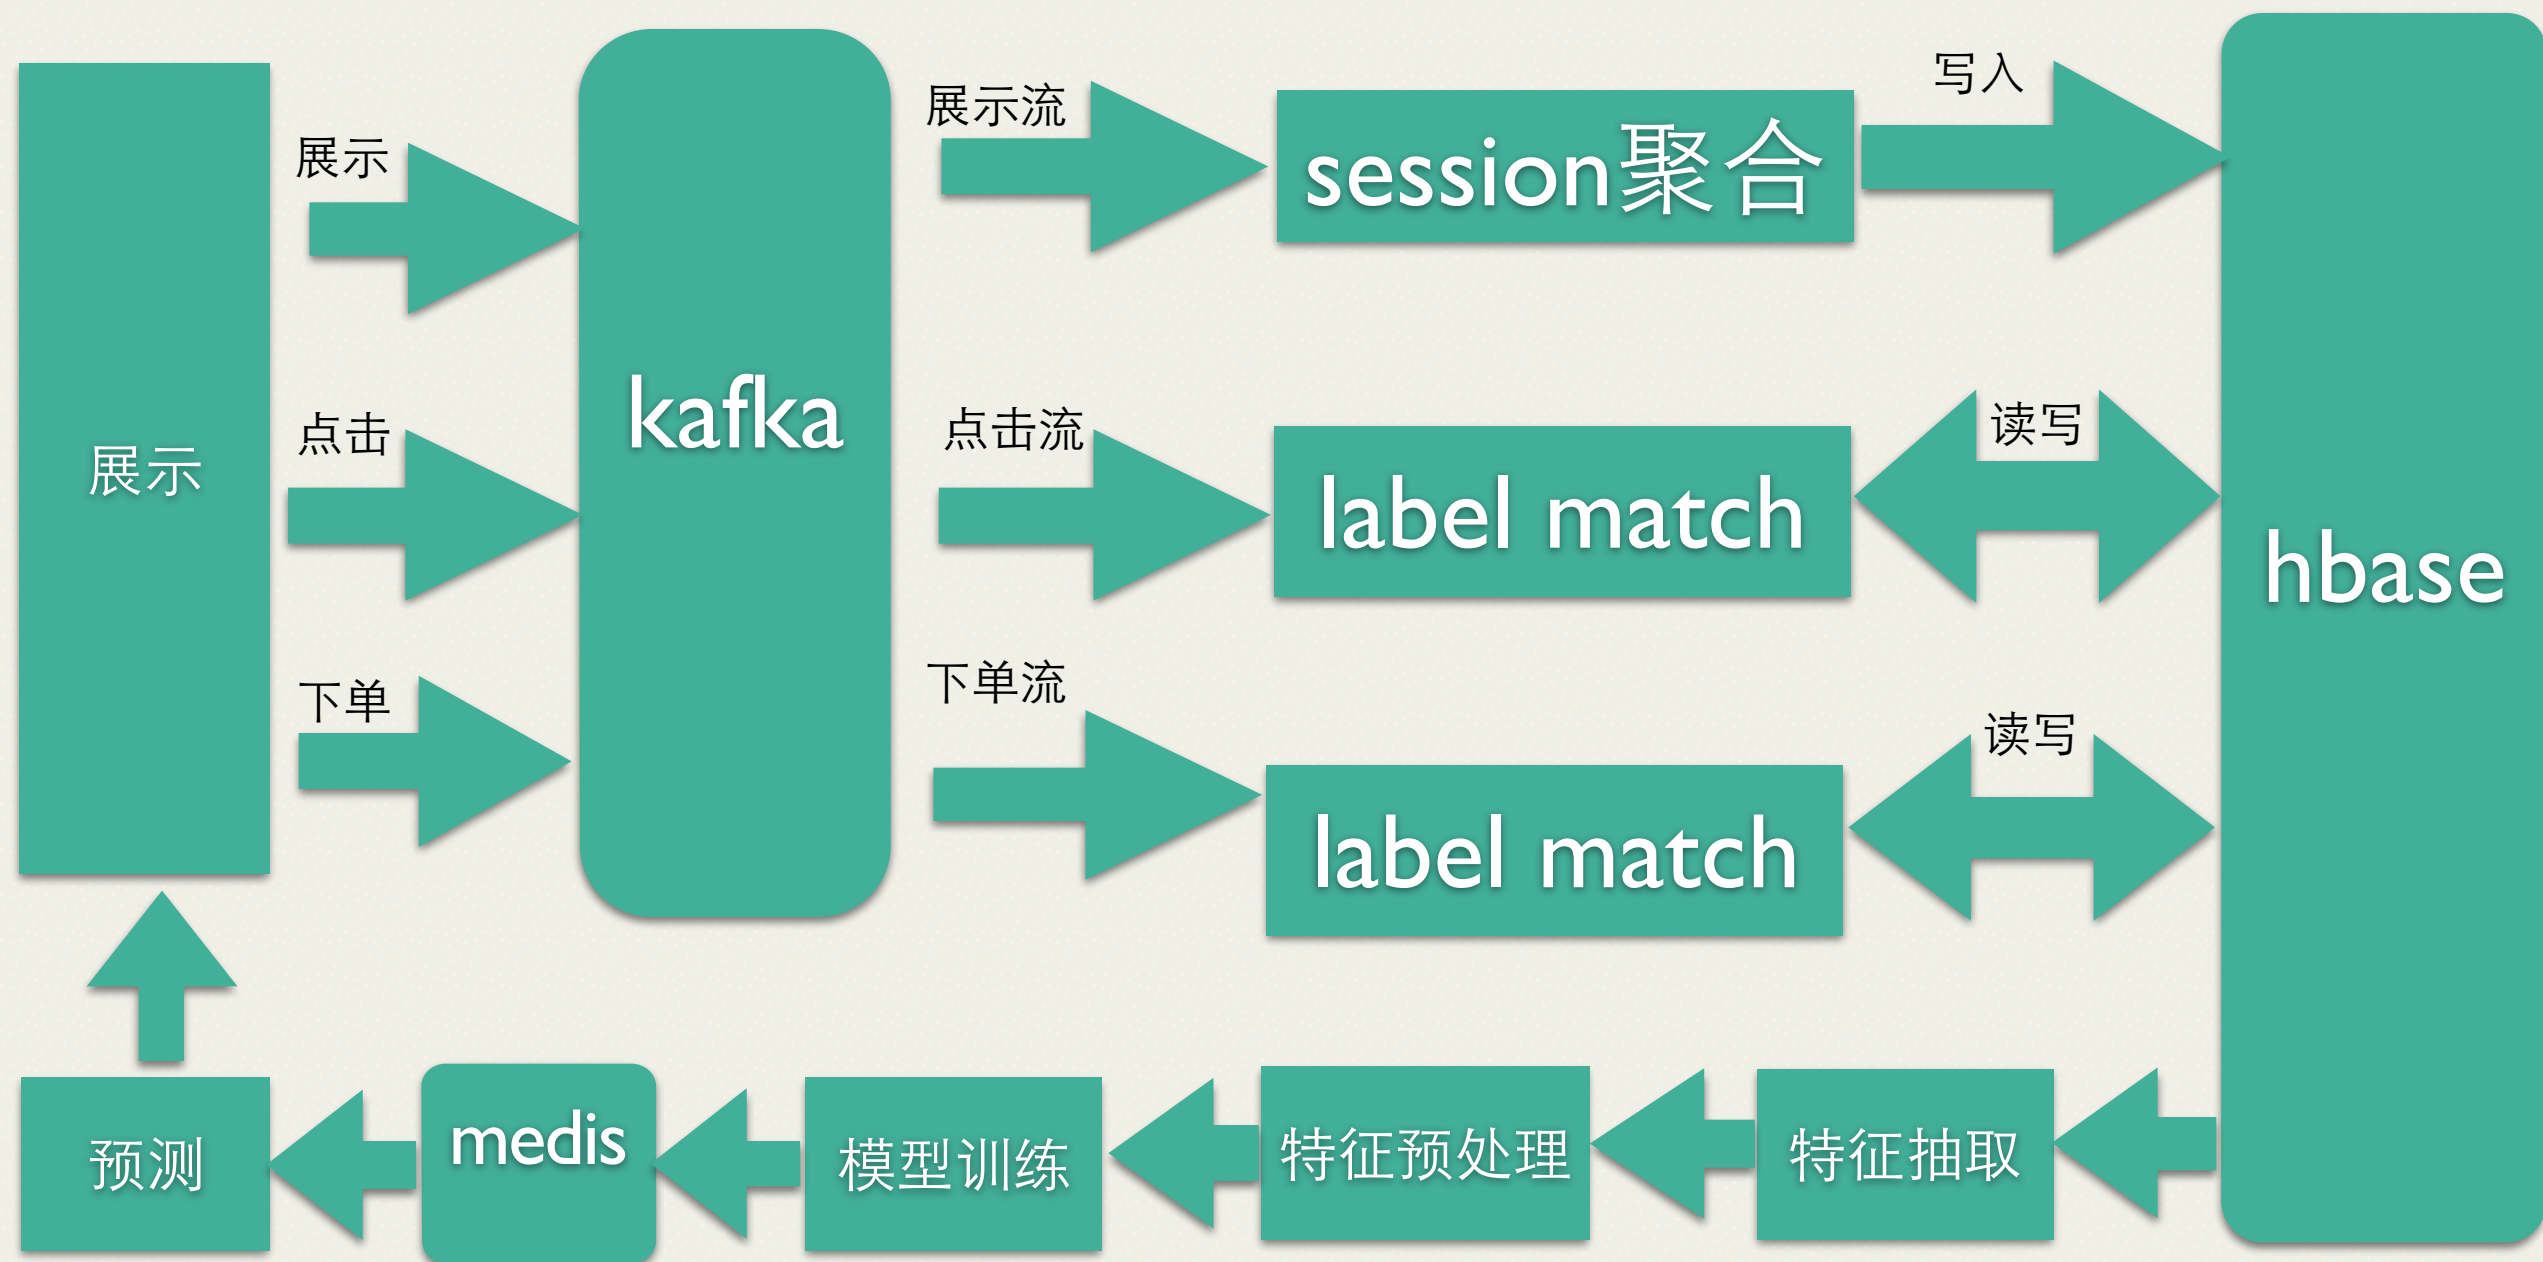 写入
展示流
session聚合
展示
kafka
点击流
读写
点击
label match
展示
hbase
下单流
下单
读写
label match
预测
medis
模型训练
特征预处理
特征抽取